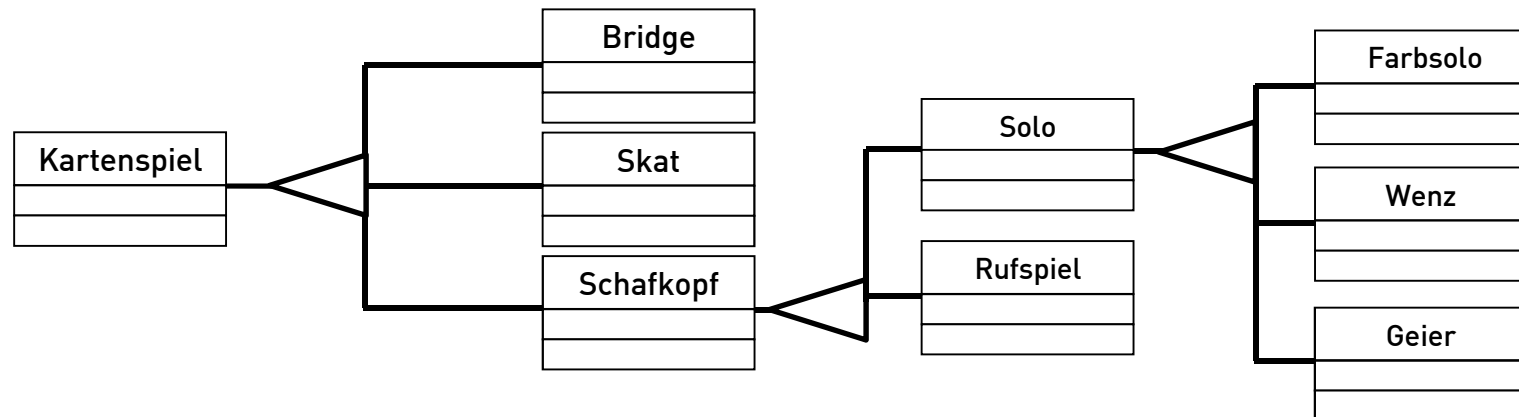 Kartenspiel
Bridge
Skat
Schafkopf
Solo
Rufspiel
Farbsolo
Wenz
Geier